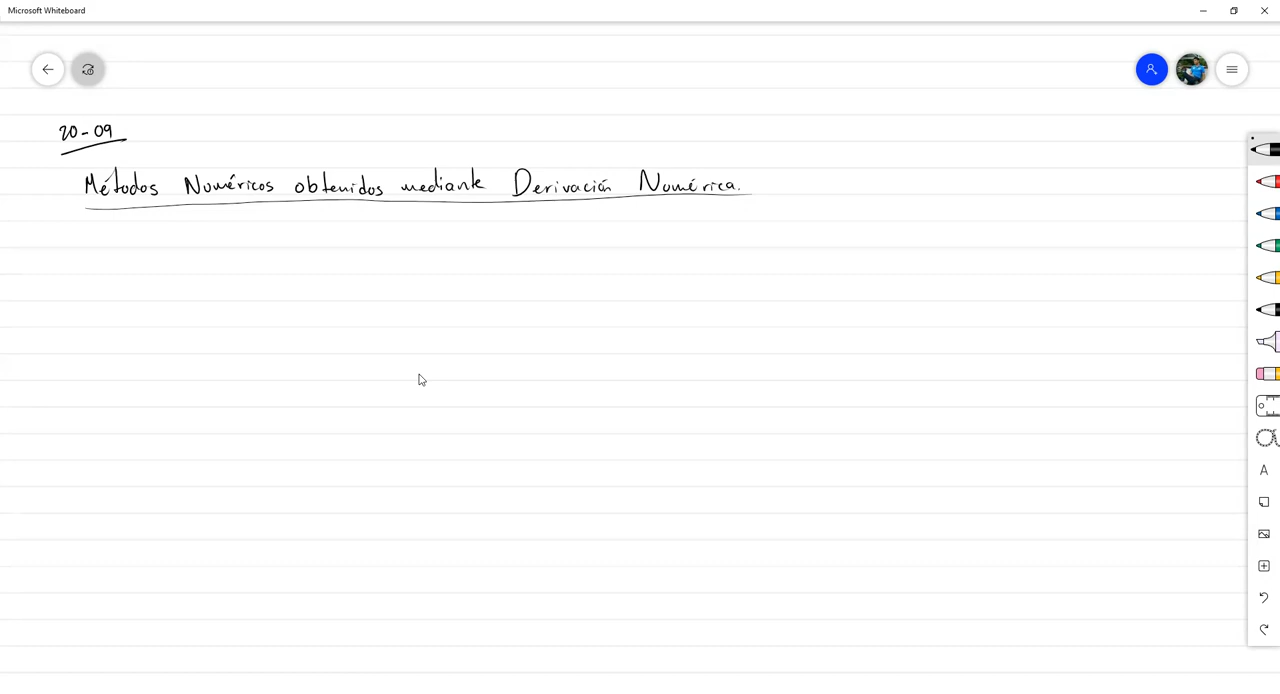 Microsoft Whiteboard
20-09
Métodos Numéricos obtenidos mediante Derivación Numérica.